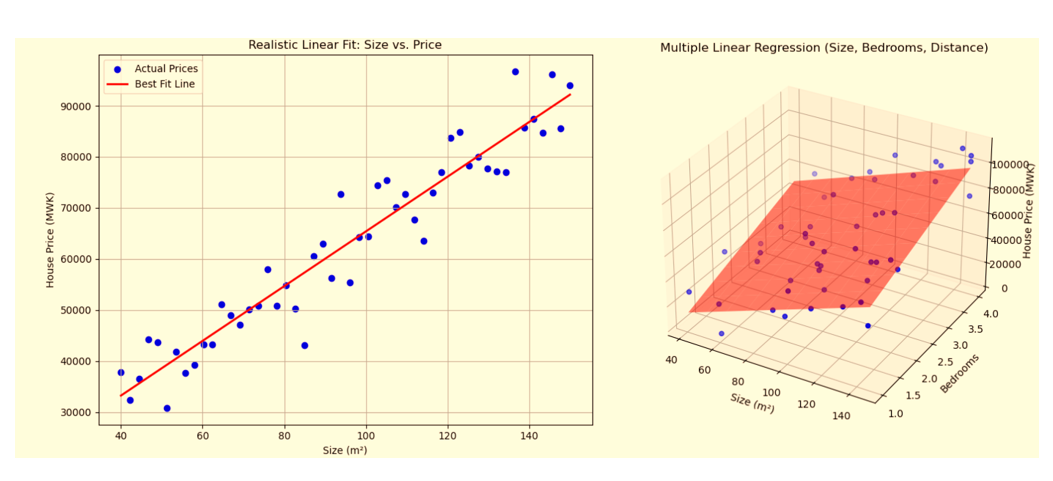 Realistic Linear Fit: Size vs. Price
Actual Prices
Best Fit Line
House Price (MWK)
90000
80000
70000
60000
50000
40000
30000
40 60 80 100 120 140
Size (m²)
Multiple Linear Regression (Size, Bedrooms, Distance)
100000
80000
60000
40000
20000
0
House Price (MWK)
4.0
3.5
3.0
2.5
2.0
1.5
1.0
Bedrooms
40
60
80
100
120
140
Size (m²)